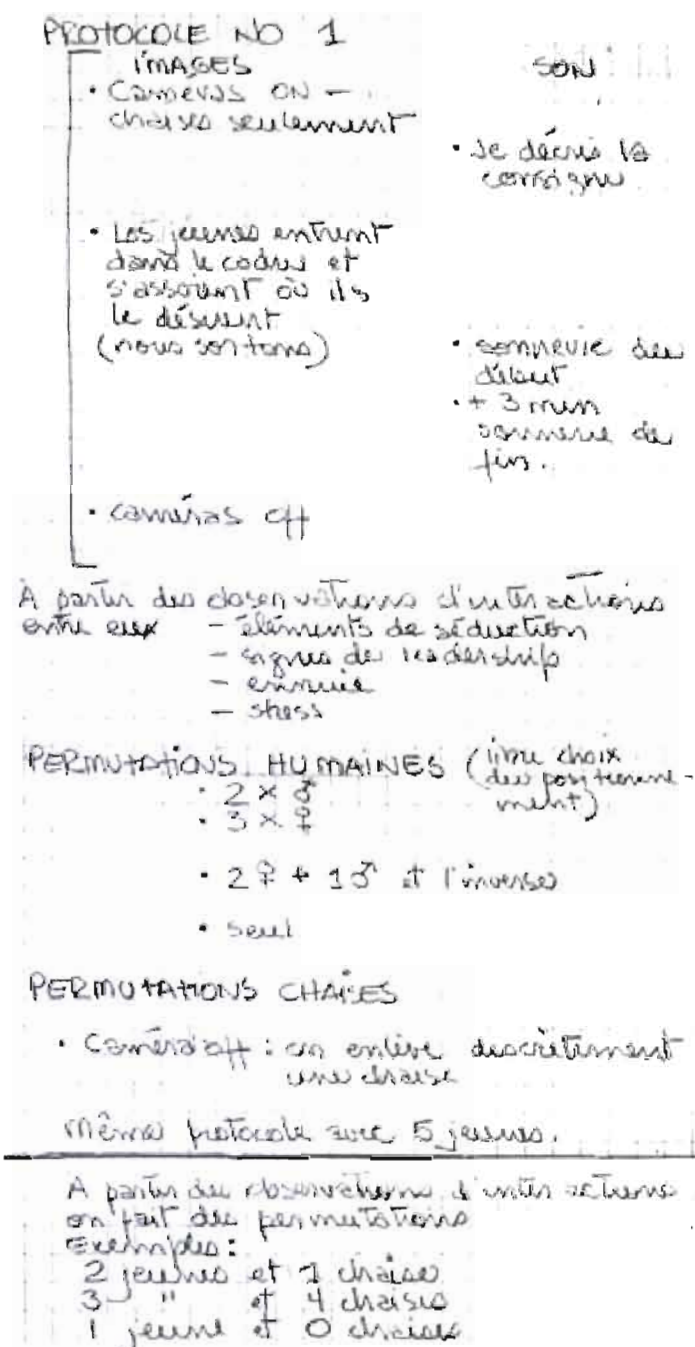 PROTOCOLE NO 1
IMAGES
SON
• Caméras ON –
chaises seulement
• Je décris la
consigne
• Les jeunes entrent
dans le cadre et
s'assoient où ils
le désirent
(nous sortons)
• sonnerie du
début
• + 3 min
sonnerie de
fin.
• caméras off
À partir des observations d'interactions
entre eux – éléments de séduction
– signes de leadership
– ennuie
– stress
PERMUTATIONS HUMAINES (libre choix
du positionne-
ment)
• 2 x ♂
• 3 x ♀
• 2 ♀ + 1 ♂ et l'inverse
• seul
PERMUTATIONS CHAISES
• Caméra off : on enlève discrètement
une chaise
Même protocole avec 5 jeunes.
À partir des observations d'interactions
on fait des permutations
Exemples :
2 jeunes et 1 chaise
3 " et 4 chaises
1 jeune et 0 chaises